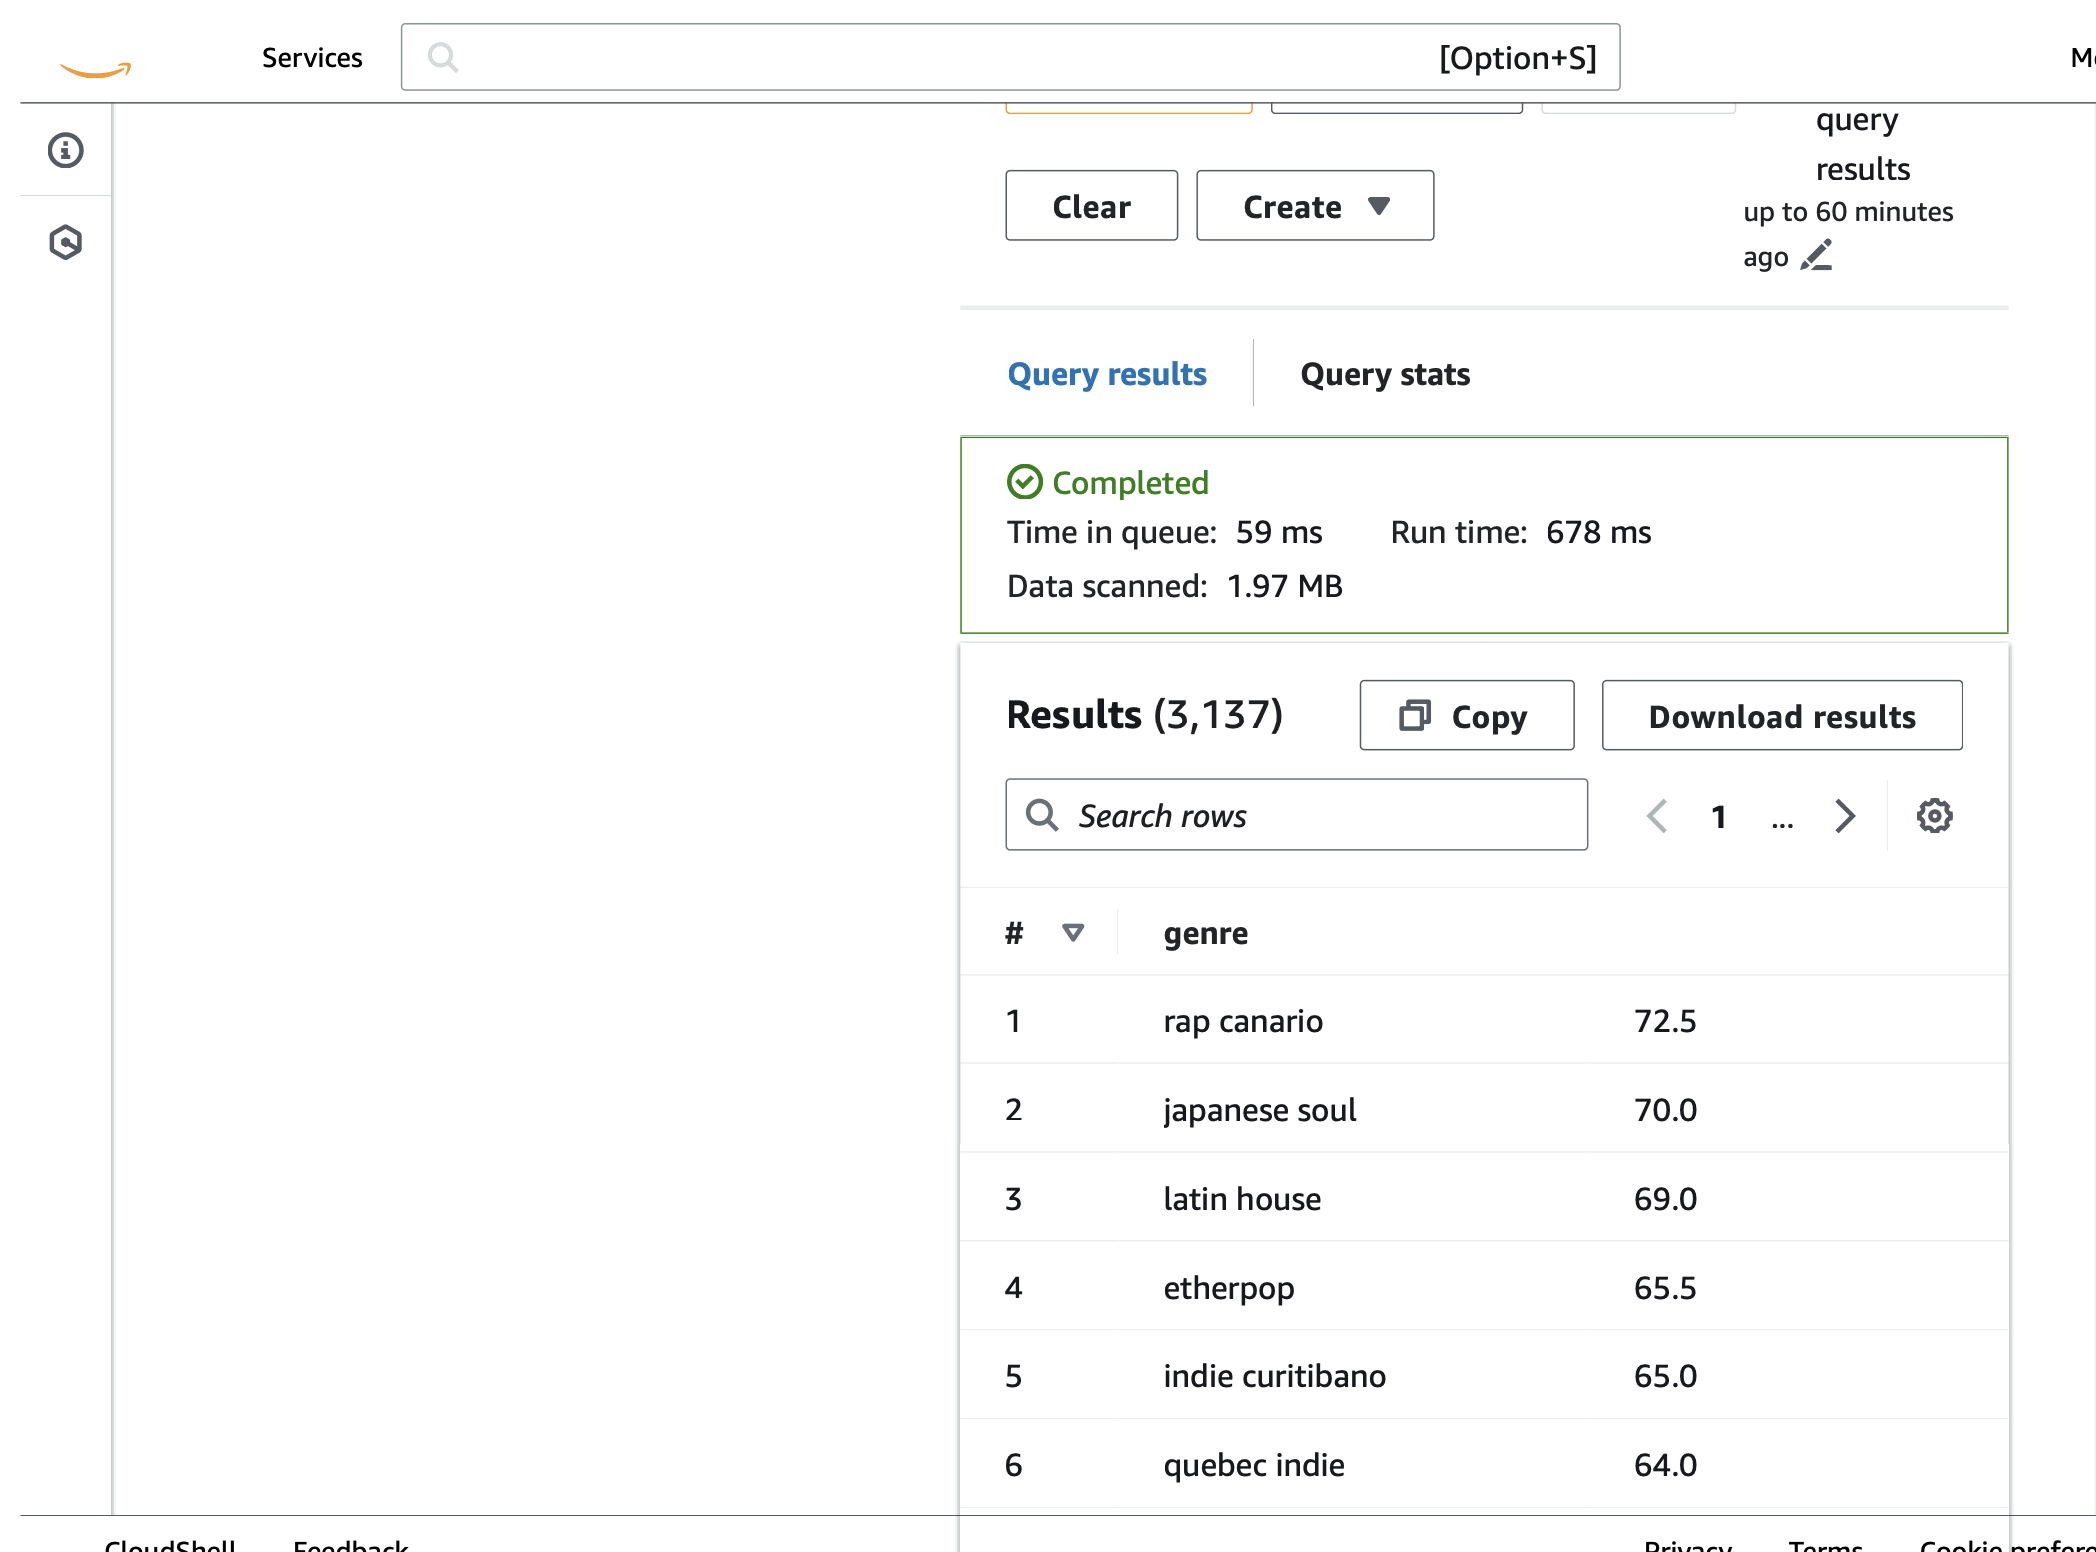 Services
[Option+S]
query
results
up to 60 minutes
ago
Clear
Create
Query results
Query stats
Completed
Time in queue: 59 ms Run time: 678 ms
Data scanned: 1.97 MB
Results (3,137)
Copy
Download results
Search rows
1 ...
# genre
1 rap canario 72.5
2 japanese soul 70.0
3 latin house 69.0
4 etherpop 65.5
5 indie curitibano 65.0
6 quebec indie 64.0
CloudShell Feedback Privacy Terms Cookie